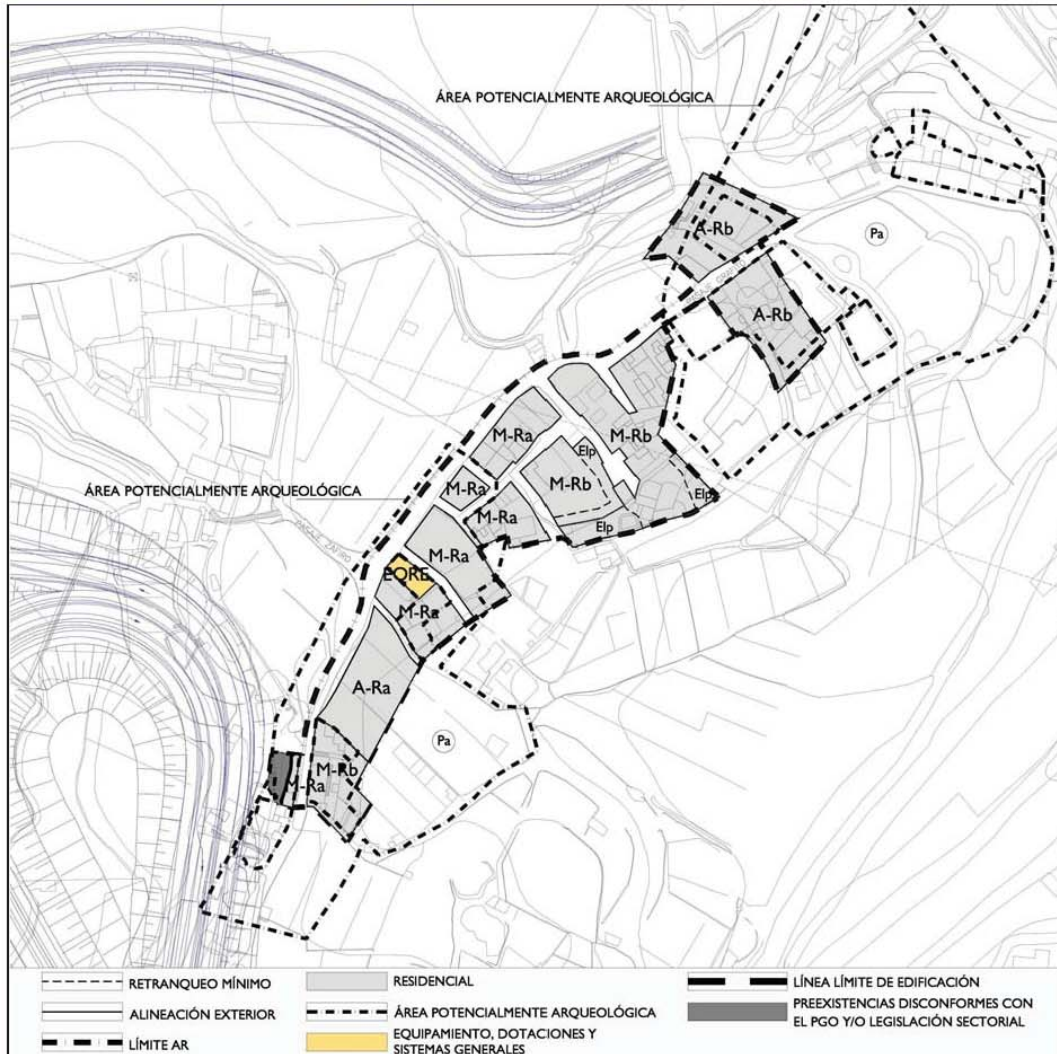 ÁREA POTENCIALMENTE ARQUEOLÓGICA
A-Rb
Pa
A-Rb
M-Ra
M-Rb
Elp
M-Rb
ÁREA POTENCIALMENTE ARQUEOLÓGICA
M-Ra
M-Ra
Elp
Elp
PASAJE ZAFIRO
M-Ra
EQRE
M-Ra
A-Ra
Pa
M-Rb
M-Ra
RETRANQUEO MÍNIMO
RESIDENCIAL
LÍNEA LÍMITE DE EDIFICACIÓN
ALINEACIÓN EXTERIOR
ÁREA POTENCIALMENTE ARQUEOLÓGICA
PREEXISTENCIAS DISCONFORMES CON
EL PGO Y/O LEGISLACIÓN SECTORIAL
LÍMITE AR
EQUIPAMIENTO, DOTACIONES Y
SISTEMAS GENERALES